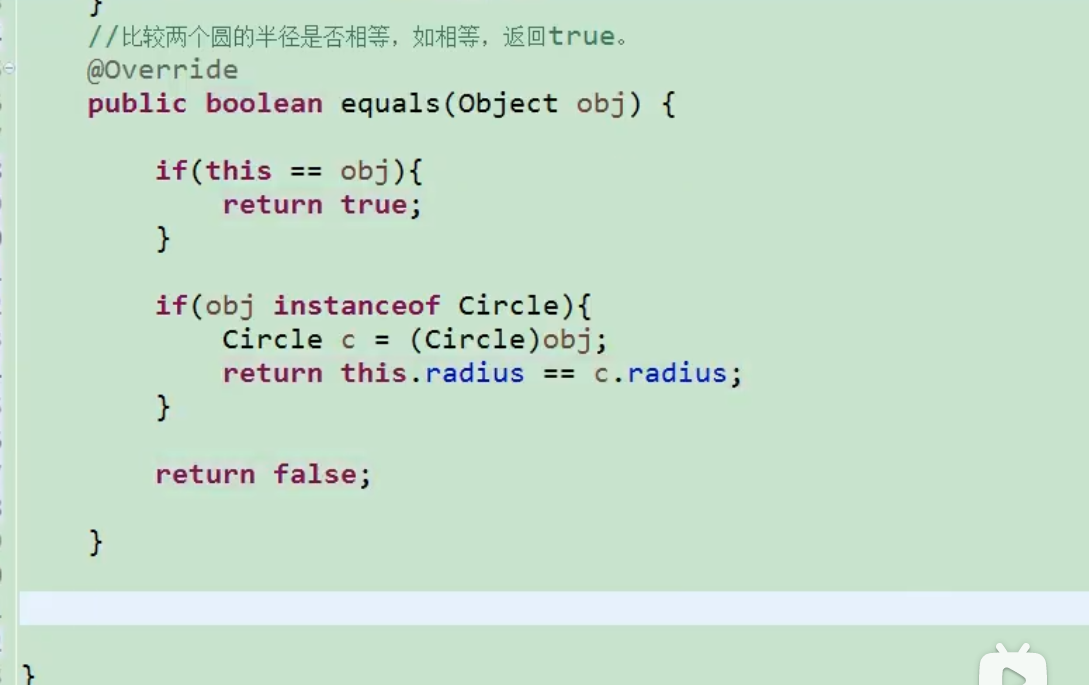 }
//比较两个圆的半径是否相等，如相等，返回true。
@Override
public boolean equals(Object obj) {
if(this == obj){
return true;
}
if(obj instanceof Circle){
Circle c = (Circle)obj;
return this.radius == c.radius;
}
return false;
}
}